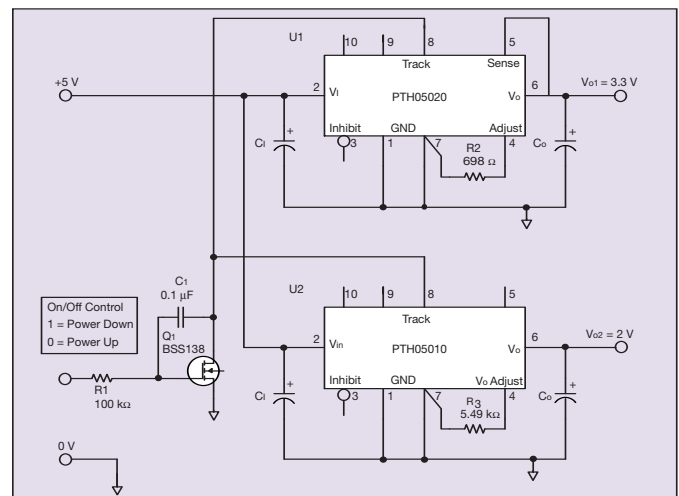 U1
10
9
8
5
Track
Sense
+5 V
2
VI
PTH05020
Vo
6
Vo1 = 3.3 V
CI
+
Inhibit
3
GND
1
7
Adjust
4
R2
698 Ω
Co
+
U2
10
9
8
5
Track
C1
0.1 μF
On/Off Control
1 = Power Down
0 = Power Up
Q1
BSS138
2
Vin
PTH05010
Vo
6
Vo2 = 2 V
R1
100 kΩ
CI
+
Inhibit
3
GND
1
7
Vo Adjust
4
R3
5.49 kΩ
Co
+
0 V